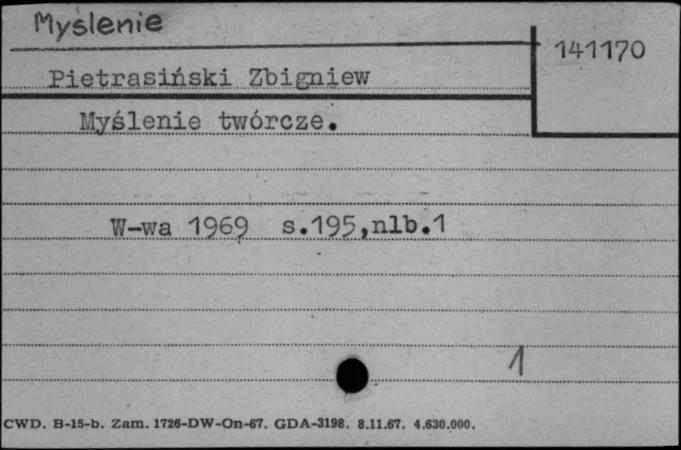 Myslenie
141170
Pietrasiński Zbigniew
Myślenie twórcze.
W-wa 1969 s.195,nlb.1
1
CWD. B-15-b. Zam. 1726-DW-On-67. GDA-3198. 8.11.67. 4.630.000.